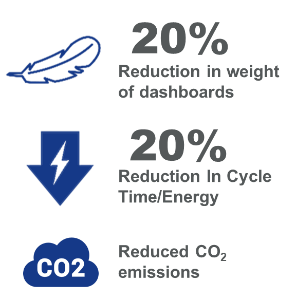 20%
Reduction in weight
of dashboards
20%
Reduction In Cycle
Time/Energy
CO2
Reduced CO₂
emissions